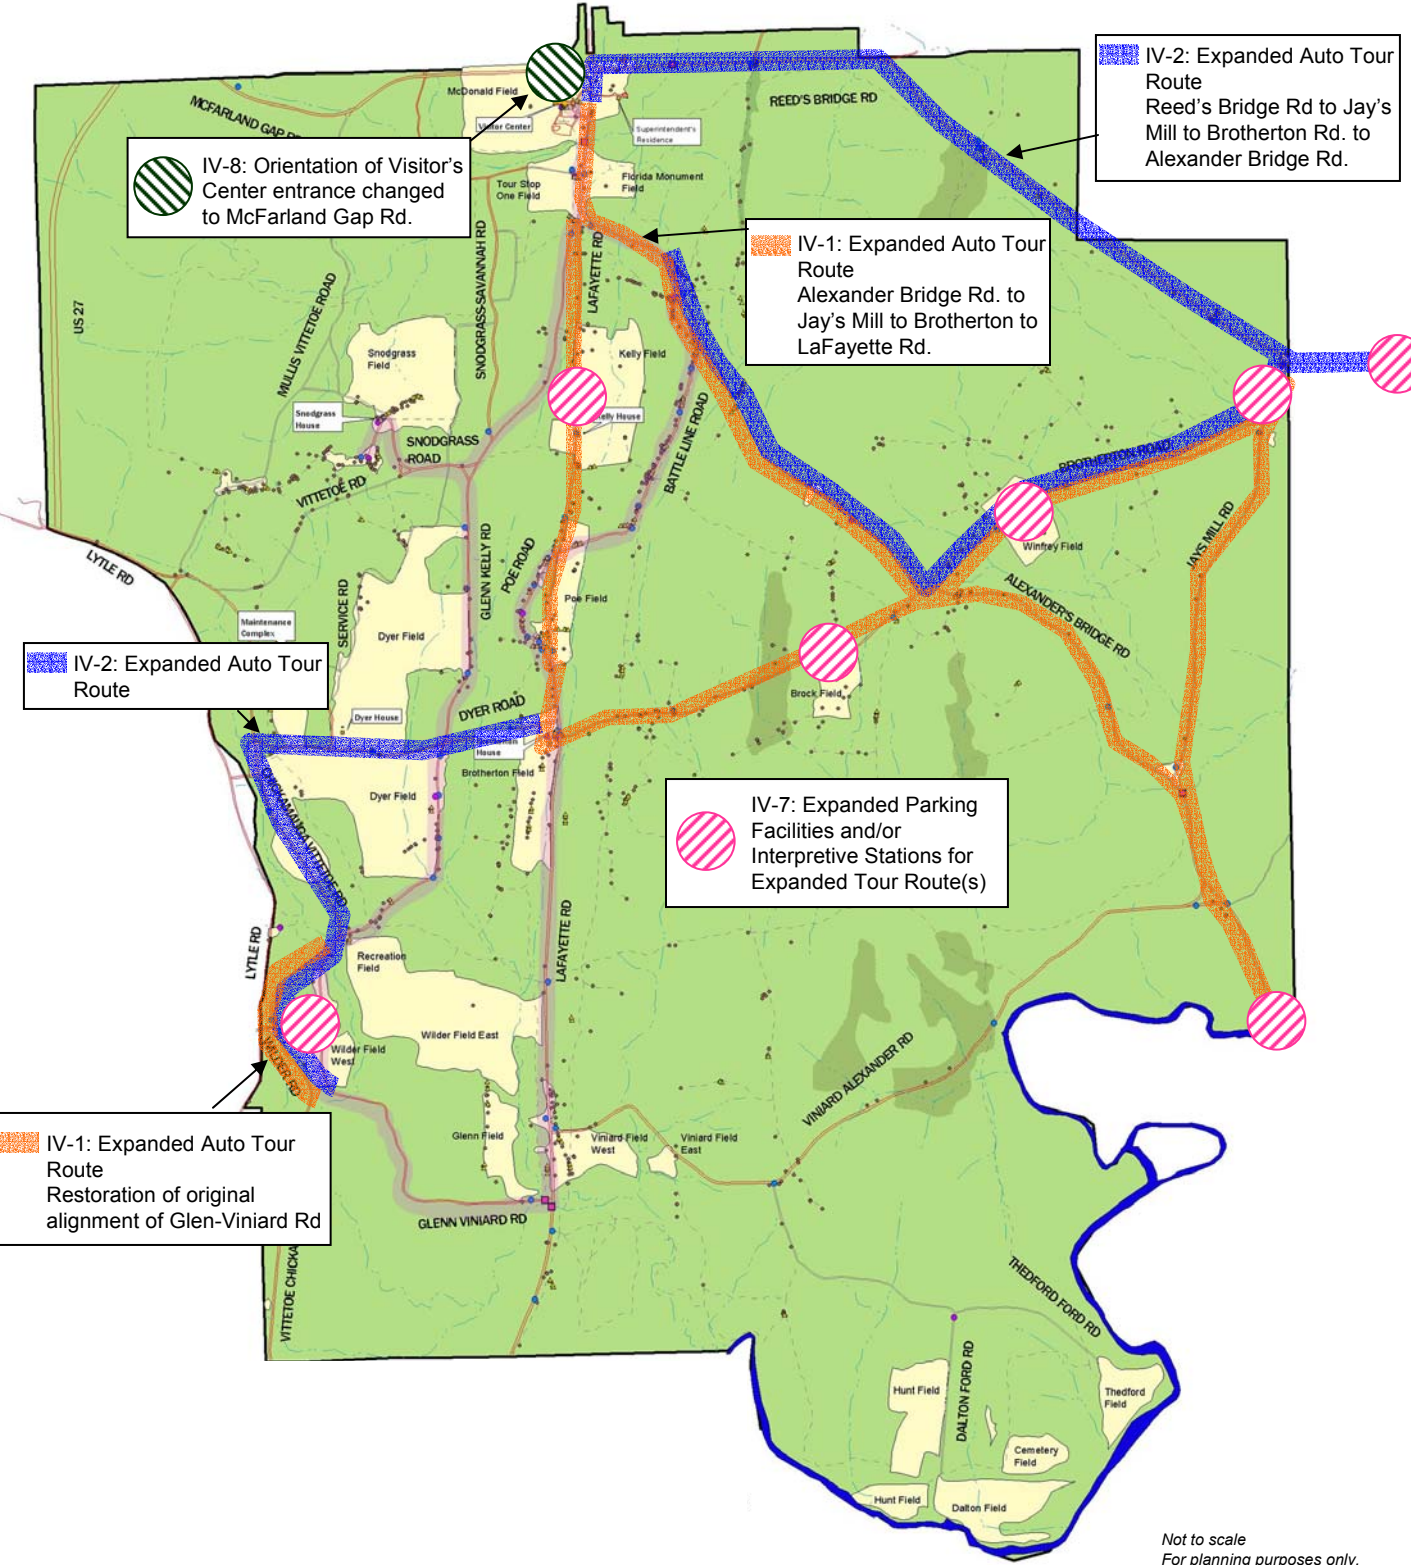 IV-2: Expanded Auto Tour
Route
Reed's Bridge Rd to Jay's
Mill to Brotherton Rd. to
Alexander Bridge Rd.
McDonald Field
MCFARLAND GAP
REED'S BRIDGE RD
Visitor Center
Superintendent's
Residence
IV-8: Orientation of Visitor's
Center entrance changed
to McFarland Gap Rd.
Tour Stop
One Field
Florida Monument
Field
IV-1: Expanded Auto Tour
Route
Alexander Bridge Rd. to
Jay's Mill to Brotherton to
LaFayette Rd.
US 27
MULLIS VITTETOE ROAD
SNODGRASS-SAVANNAH RD
LAFAYETTE RD
Snodgrass
Field
Kelly Field
Snodgrass
House
Kelly House
SNODGRASS
ROAD
BATTLE LINE ROAD
BROTHERTON ROAD
VITTETOE RD
Winfrey Field
JAYS MILL RD
LYTLE RD
GLENN KELLY RD
POE ROAD
ALEXANDER'S BRIDGE RD
SERVICE RD
Poe Field
Maintenance
Complex
Dyer Field
IV-2: Expanded Auto Tour
Route
Brock Field
DYER ROAD
Dyer House
House
Brotherton Field
Dyer Field
IV-7: Expanded Parking
Facilities and/or
Interpretive Stations for
Expanded Tour Route(s)
LYTLE RD
LAFAYETTE RD
Recreation
Field
Wilder Field East
Wilder Field
West
WILDER RD
VINIARD ALEXANDER RD
IV-1: Expanded Auto Tour
Route
Restoration of original
alignment of Glen-Viniard Rd
Glenn Field
Viniard Field
West
Viniard Field
East
GLENN VINIARD RD
VITTETOE CHICKA
THEDFORD FORD RD
DALTON FORD RD
Hunt Field
Thedford
Field
Cemetery
Field
Hunt Field
Dalton Field
Not to scale
For planning purposes only.